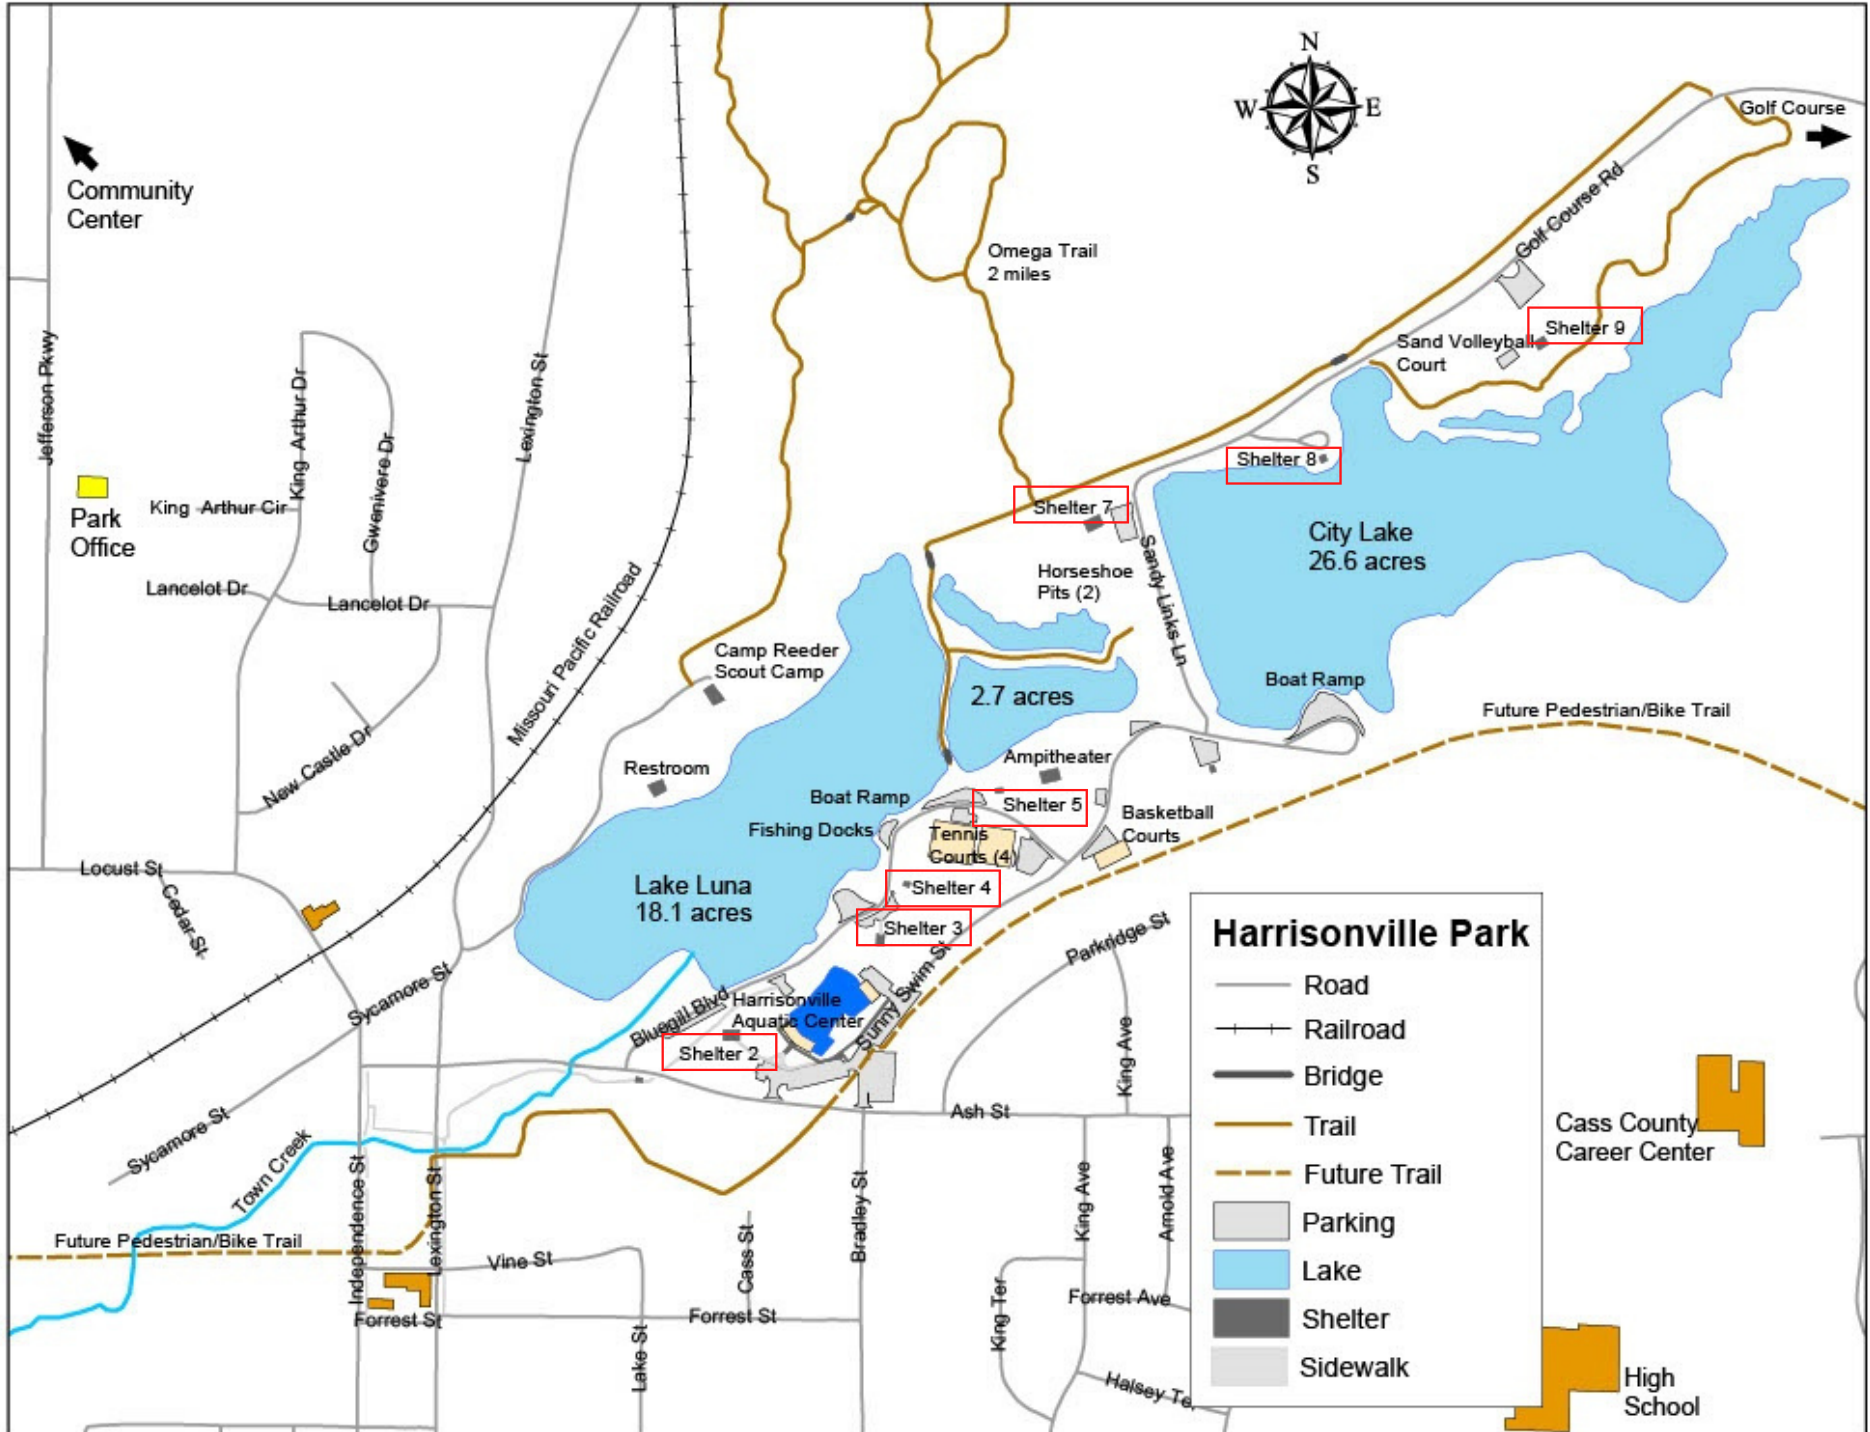 N
W
E
S
Golf Course
Community
Center
Golf Course Rd
Omega Trail
2 miles
Shelter 9
Sand Volleyball
Court
Jefferson Pkwy
King Arthur Dr
Gwenivere Dr
Lexington St
Shelter 8
Shelter 7
King Arthur Cir
Park
Office
City Lake
26.6 acres
Sandy Links Ln
Horseshoe
Pits (2)
Lancelot Dr
Lancelot Dr
Missouri Pacific Railroad
Camp Reeder
Scout Camp
2.7 acres
Boat Ramp
Future Pedestrian/Bike Trail
New Castle Dr
Restroom
Ampitheater
Boat Ramp
Shelter 5
Basketball
Courts
Fishing Docks
Tennis
Courts (4)
Locust St
Cedar St
Lake Luna
18.1 acres
Shelter 4
Shelter 3
Parkridge St
Sycamore St
Bluegill Blvd
Harrisonville
Aquatic Center
Sunny Swim St
Shelter 2
King Ave
Ash St
Sycamore St
Town Creek
Future Pedestrian/Bike Trail
Independence St
Lexington St
Vine St
Cass St
Bradley St
King Ave
Arnold Ave
Forrest St
Forrest St
Lake St
King Ter
Forrest Ave
Halsey Te
Harrisonville Park
Road
Railroad
Bridge
Trail
Future Trail
Parking
Lake
Shelter
Sidewalk
Cass County
Career Center
High
School